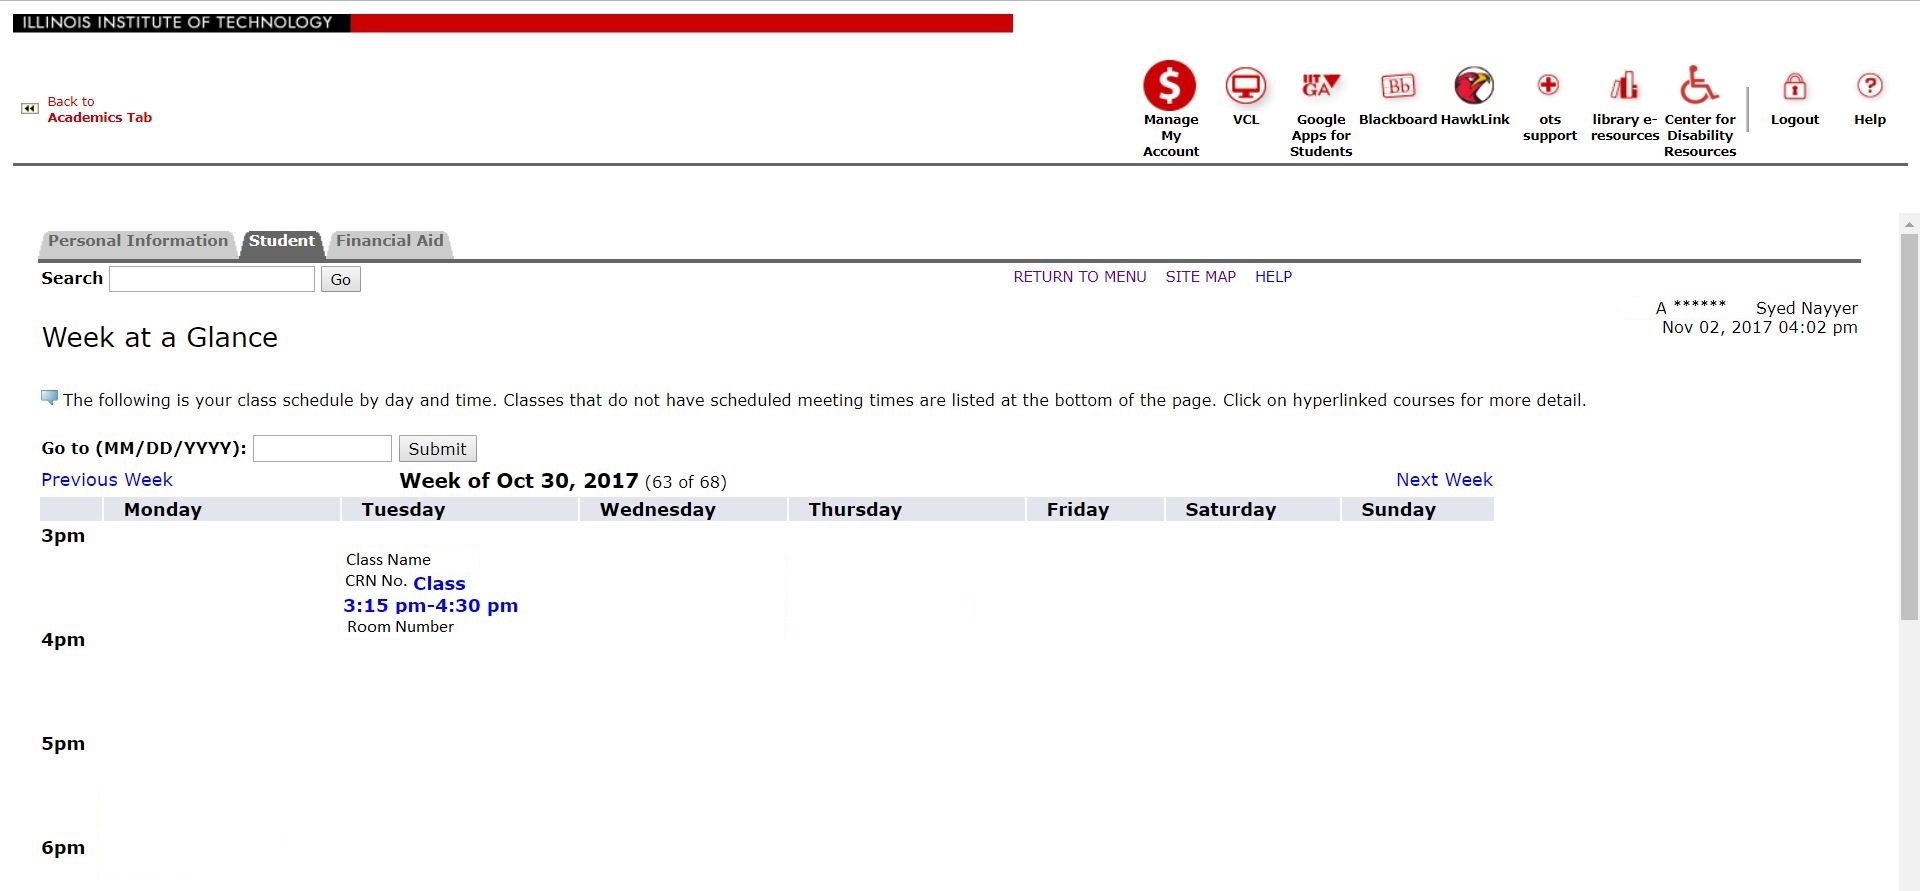 ILLINOIS INSTITUTE OF TECHNOLOGY
Back to
Academics Tab
$
Manage
My
Account
VCL
IIT
GA
Google
Apps for
Students
Bb
Blackboard
HawkLink
ots
support
library e-
resources
Center for
Disability
Resources
Logout
?
Help
Personal Information
Student
Financial Aid
Search
Go
RETURN TO MENU SITE MAP HELP
A ****** Syed Nayyer
Nov 02, 2017 04:02 pm
Week at a Glance
The following is your class schedule by day and time. Classes that do not have scheduled meeting times are listed at the bottom of the page. Click on hyperlinked courses for more detail.
Go to (MM/DD/YYYY): Submit
Previous Week Week of Oct 30, 2017 (63 of 68) Next Week
Monday Tuesday Wednesday Thursday Friday Saturday Sunday
3pm
Class Name
CRN No. Class
3:15 pm-4:30 pm
Room Number
4pm
5pm
6pm